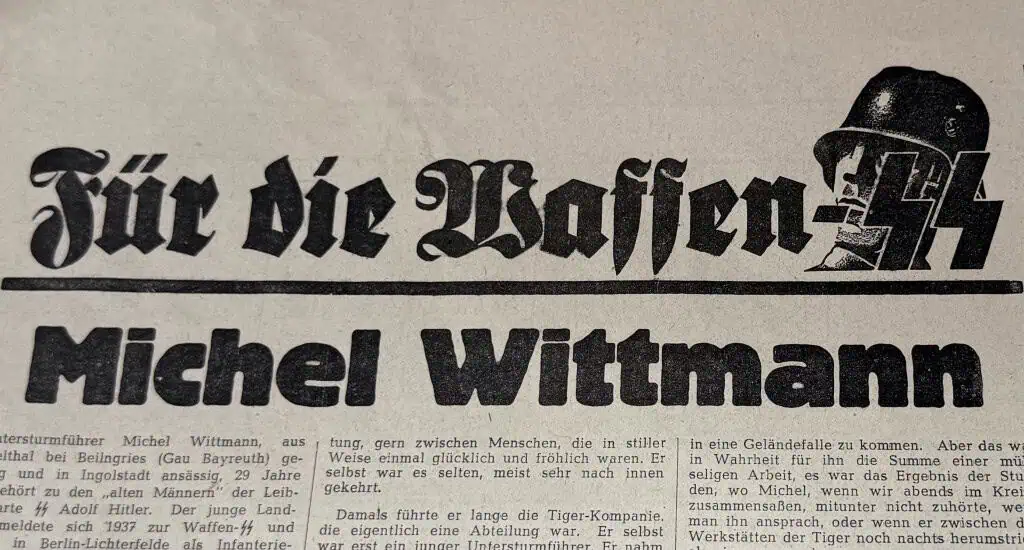 Für die Waffen-SS
Michel Wittmann
ntersturmführer Michel Wittmann, aus
elthal bei Beilngries (Gau Bayreuth) ge-
g und in Ingolstadt ansässig, 29 Jahre
ehört zu den „alten Männern" der Leib-
arte SS Adolf Hitler. Der junge Land-
meldete sich 1937 zur Waffen-SS und
in Berlin-Lichterfelde als Infanterie-
tung, gern zwischen Menschen, die in stiller
Weise einmal glücklich und fröhlich waren. Er
selbst war es selten, meist sehr nach innen
gekehrt.
Damals führte er lange die Tiger-Kompanie,
die eigentlich eine Abteilung war. Er selbst
war erst ein junger Untersturmführer. Er nahm
in eine Geländefalle zu kommen. Aber das wa
in Wahrheit für ihn die Summe einer mü
seligen Arbeit, es war das Ergebnis der Stu
den, wo Michel, wenn wir abends im Krei
zusammensaßen, mitunter nicht zuhörte, we
man ihn ansprach, oder wenn er zwischen d
Werkstätten der Tiger noch nachts herumstri